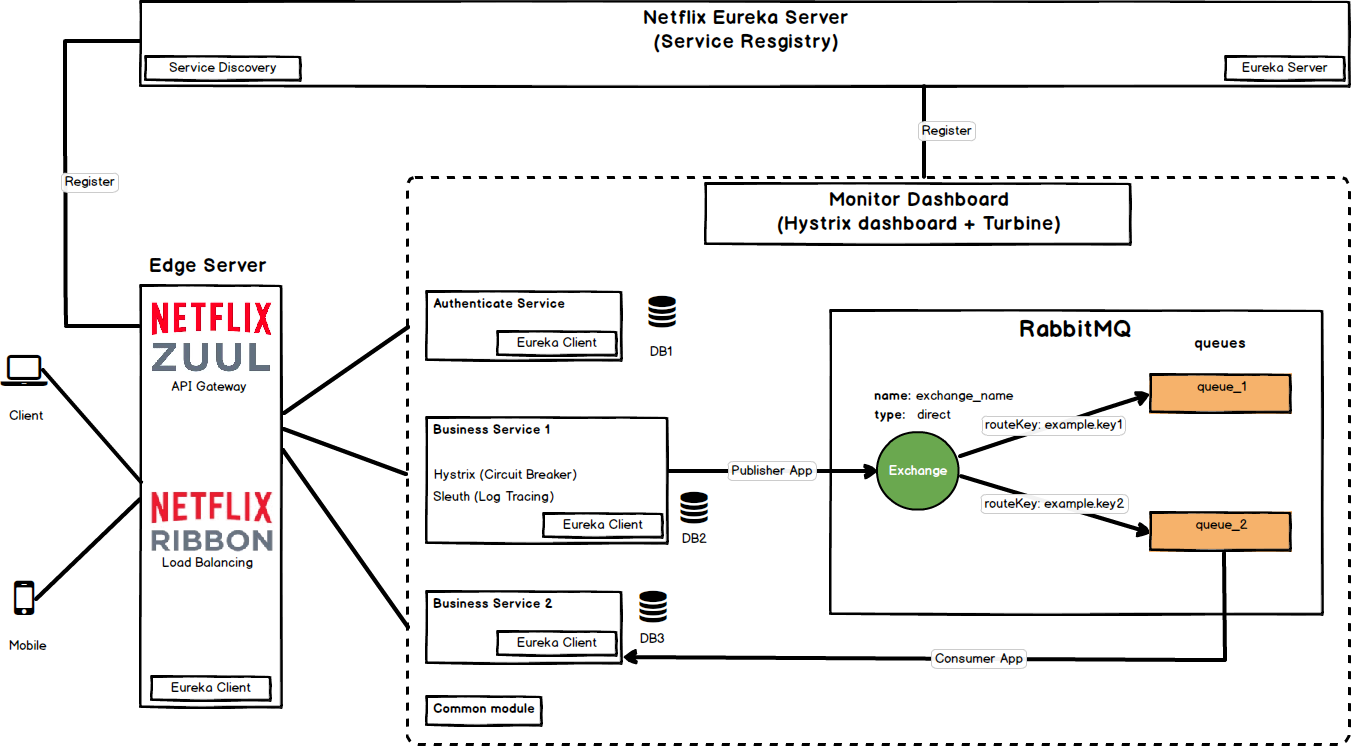 Netflix Eureka Server
(Service Resgistry)
Service Discovery
Eureka Server
Register
Register
Monitor Dashboard
(Hystrix dashboard + Turbine)
Edge Server
NETFLIX
ZUUL
API Gateway
NETFLIX
RIBBON
Load Balancing
Eureka Client
Client
Mobile
Authenticate Service
Eureka Client
DB1
Business Service 1
Hystrix (Circuit Breaker)
Sleuth (Log Tracing)
Eureka Client
DB2
Business Service 2
Eureka Client
DB3
Common module
Publisher App
RabbitMQ
queues
name: exchange_name
type: direct
Exchange
routeKey: example.key1
routeKey: example.key2
queue_1
queue_2
Consumer App